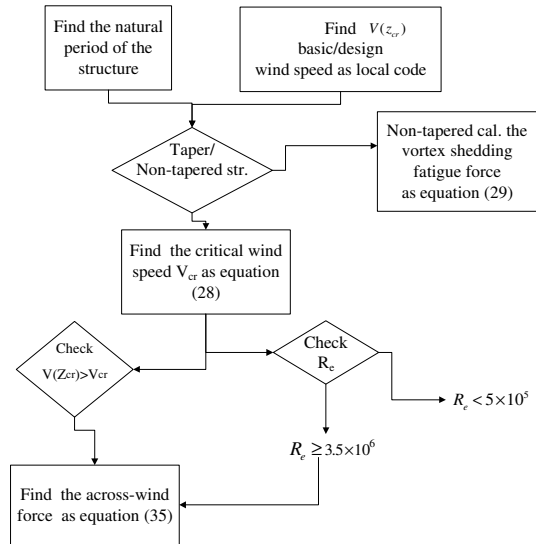 Find the natural
period of the
structure
Find V(z_cr)
basic/design
wind speed as local code
Taper/
Non-tapered str.
Non-tapered cal. the
vortex shedding
fatigue force
as equation (29)
Find the critical wind
speed V_cr as equation
(28)
Check
V(Z_cr)>V_cr
Check
R_e
R_e < 5×10^5
R_e ≥ 3.5×10^6
Find the across-wind
force as equation (35)